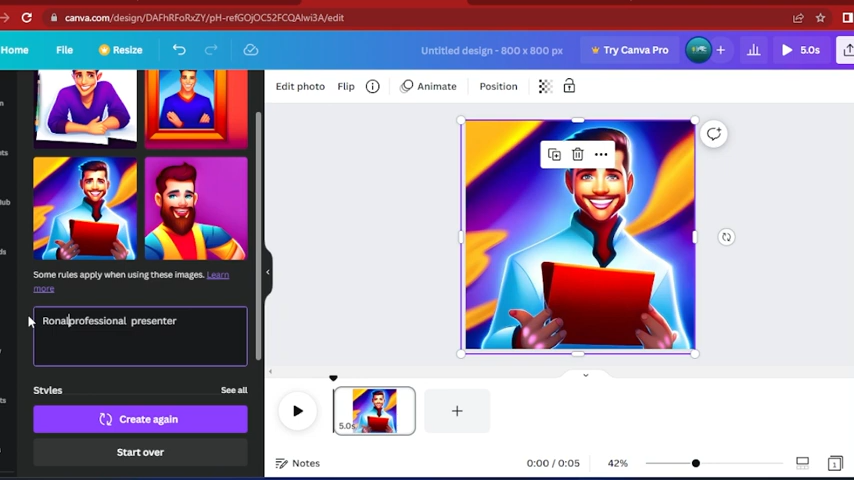 canva.com/design/DAFhRFoRxZY/pH-refGOjOC52FCQAlwi3A/edit
Home File Resize Untitled design - 800 x 800 px Try Canva Pro 5.0s
Edit photo Flip Animate Position
Some rules apply when using these images. Learn
more
Ronalprofessional presenter
Styles See all
Create again
Start over
5.0s
Notes 0:00 / 0:05 42% 1